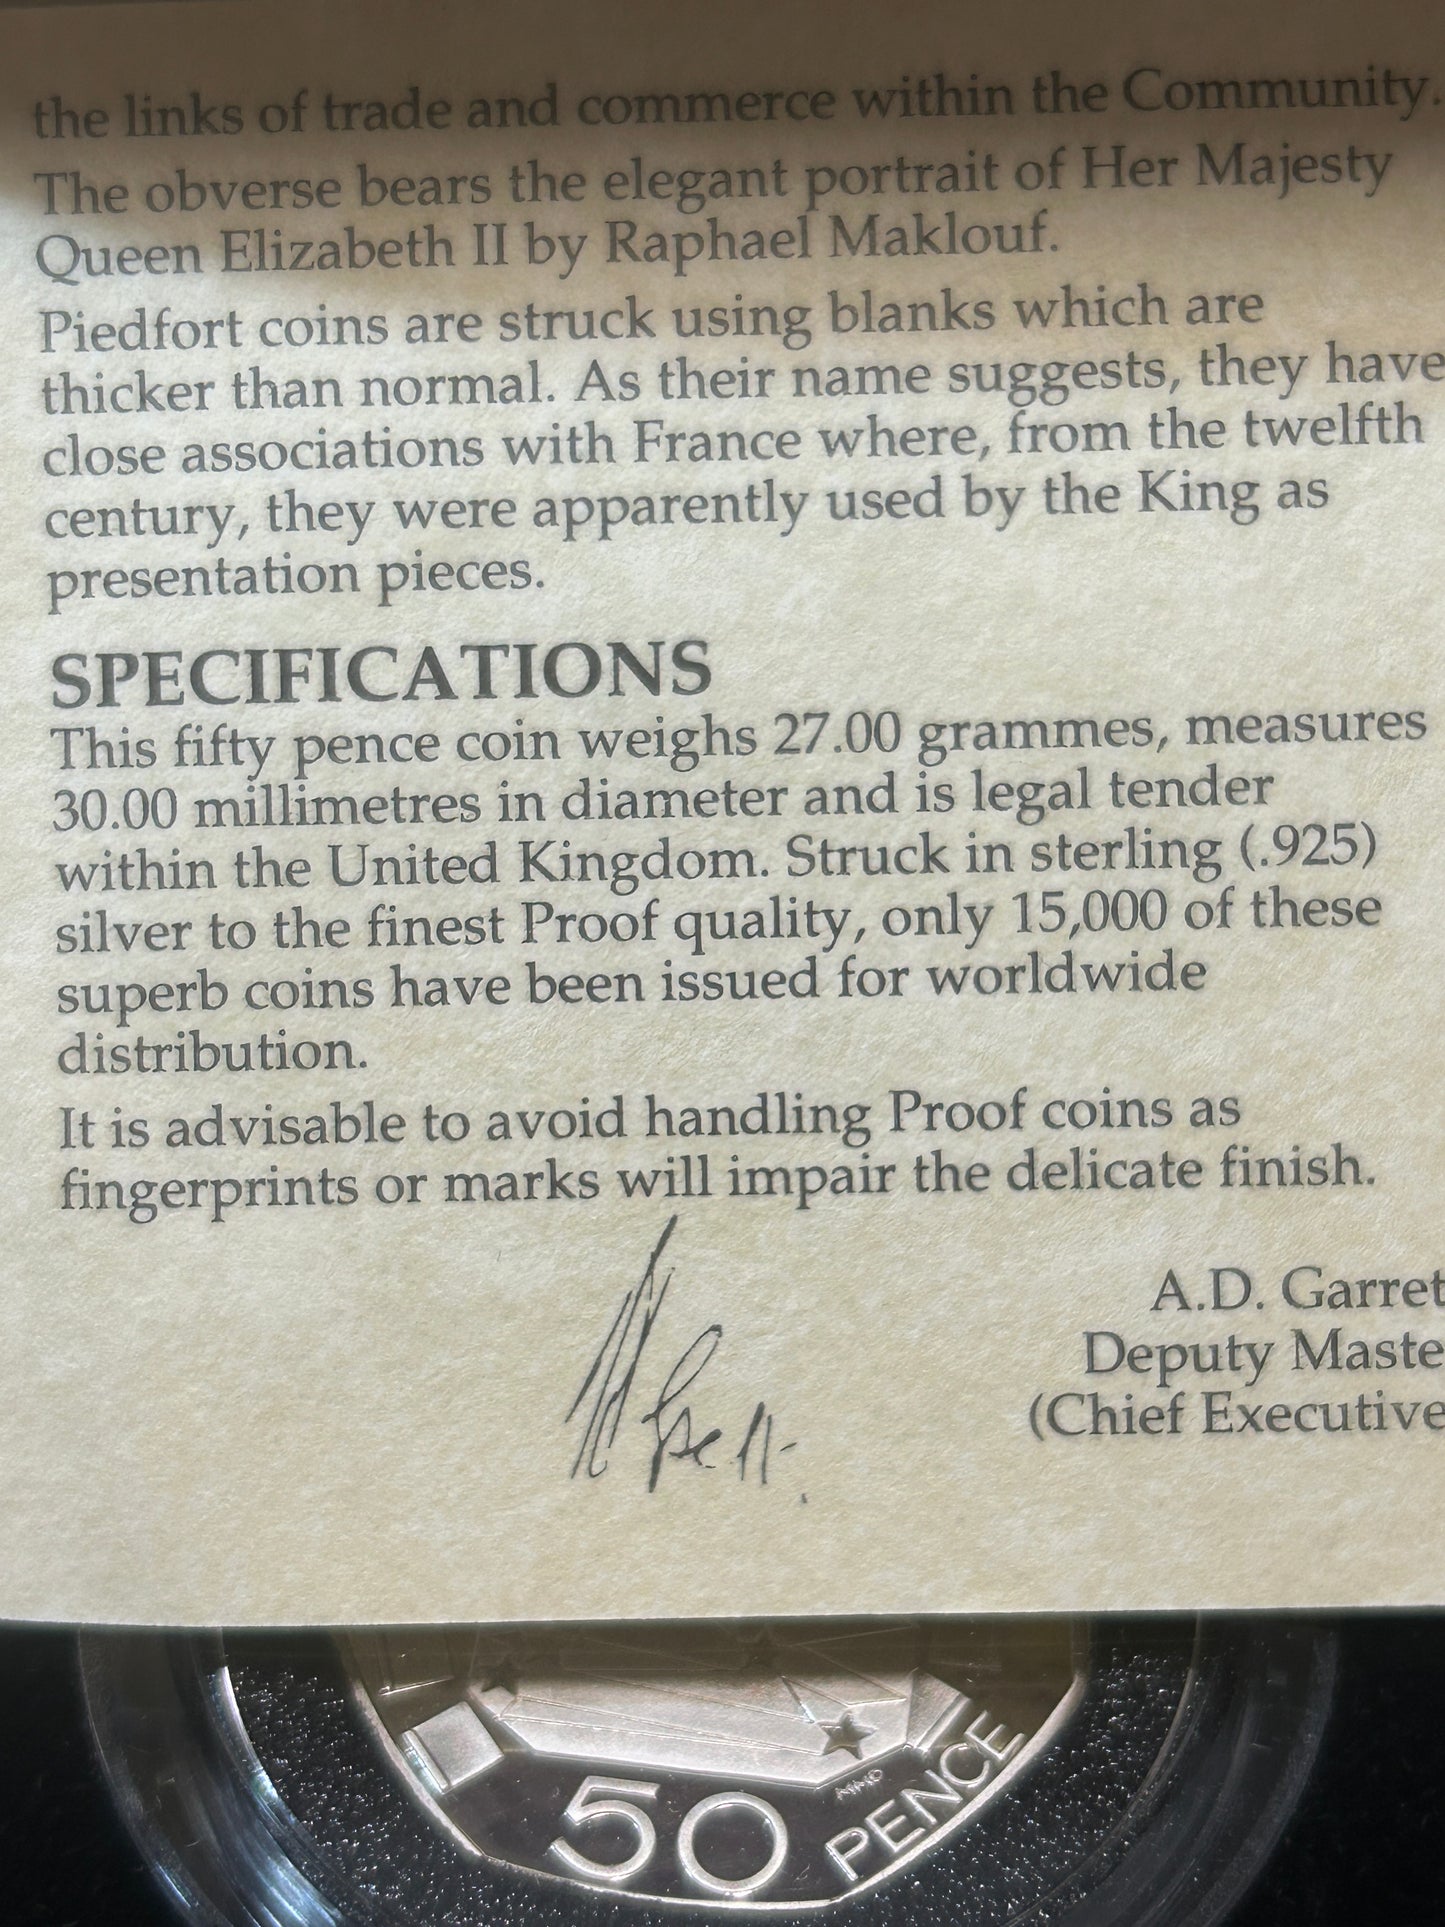 the links of trade and commerce within the Community.
The obverse bears the elegant portrait of Her Majesty
Queen Elizabeth II by Raphael Maklouf.
Piedfort coins are struck using blanks which are
thicker than normal. As their name suggests, they have
close associations with France where, from the twelfth
century, they were apparently used by the King as
presentation pieces.
SPECIFICATIONS
This fifty pence coin weighs 27.00 grammes, measures
30.00 millimetres in diameter and is legal tender
within the United Kingdom. Struck in sterling (.925)
silver to the finest Proof quality, only 15,000 of these
superb coins have been issued for worldwide
distribution.
It is advisable to avoid handling Proof coins as
fingerprints or marks will impair the delicate finish.
A.D. Garret
Deputy Maste
(Chief Executive
50 PENCE